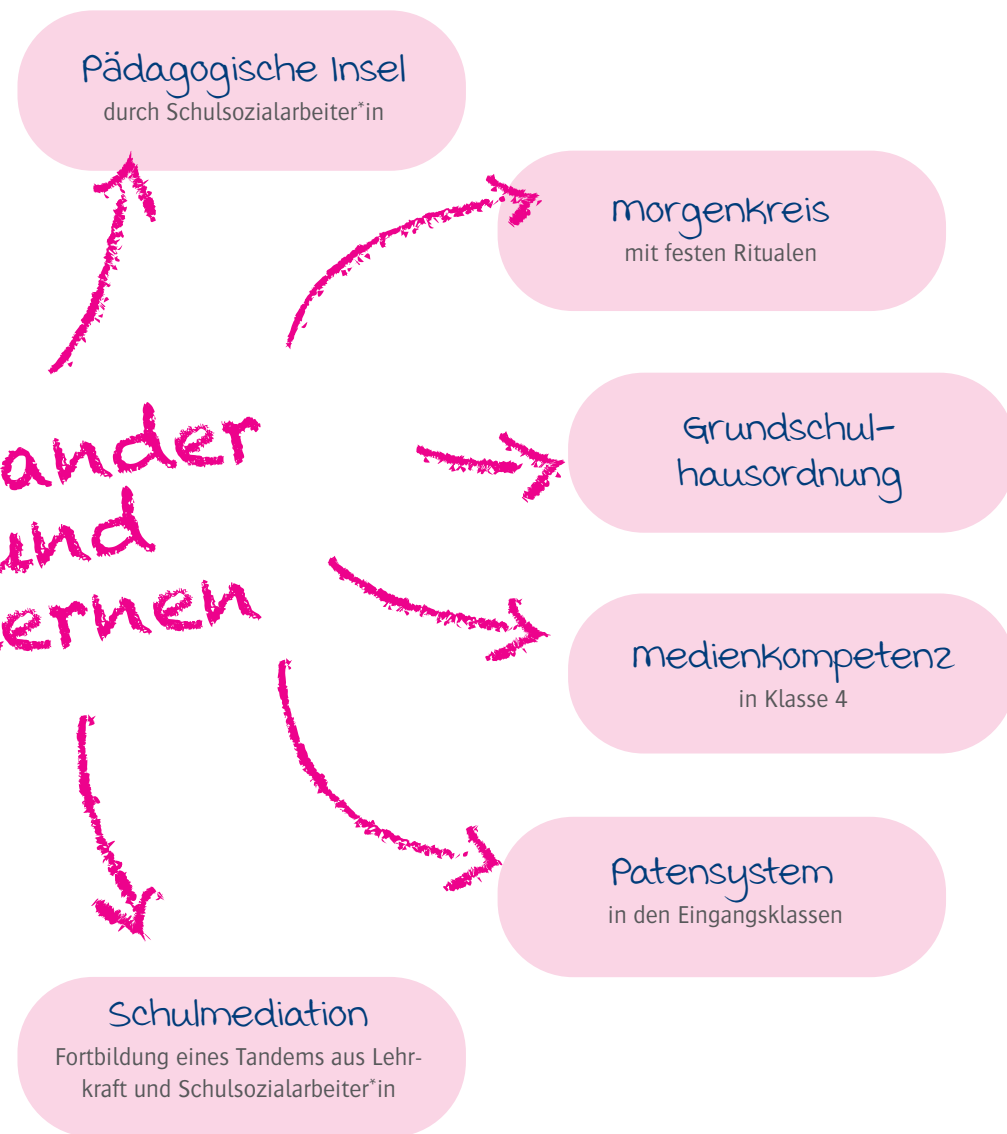 Pädagogische Insel
durch Schulsozialarbeiter*in
Morgenkreis
mit festen Ritualen
ander
und
ernen
Grundschul-
hausordnung
Medienkompetenz
in Klasse 4
Patensystem
in den Eingangsklassen
Schulmediation
Fortbildung eines Tandems aus Lehr-
kraft und Schulsozialarbeiter*in